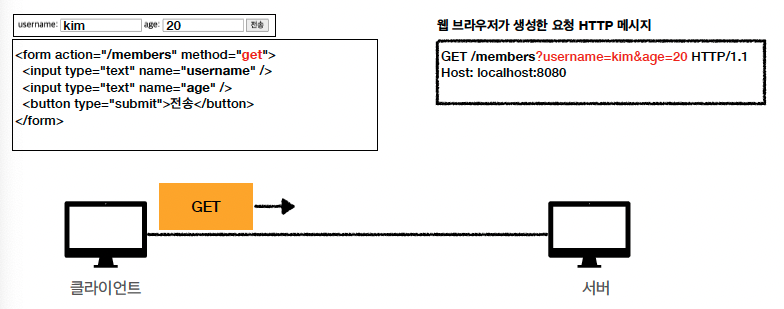 username: kim age: 20 전송
<form action="/members" method="get">
<input type="text" name="username" />
<input type="text" name="age" />
<button type="submit">전송</button>
</form>
웹 브라우저가 생성한 요청 HTTP 메시지
GET /members?username=kim&age=20 HTTP/1.1
Host: localhost:8080
GET
클라이언트
서버